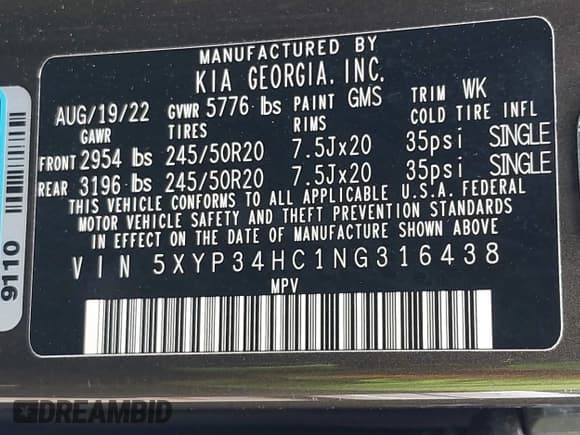 MANUFACTURED BY
KIA GEORGIA, INC.
AUG/19/22 GVWR 5776 lbs PAINT GMS TRIM WK
GAWR TIRES RIMS COLD TIRE INFL
FRONT 2954 lbs 245/50R20 7.5Jx20 35psi SINGLE
REAR 3196 lbs 245/50R20 7.5Jx20 35psi SINGLE
THIS VEHICLE CONFORMS TO ALL APPLICABLE U.S.A. FEDERAL
MOTOR VEHICLE SAFETY AND THEFT PREVENTION STANDARDS
IN EFFECT ON THE DATE OF MANUFACTURE SHOWN ABOVE
VIN 5XYP34HC1NG316438
MPV
9110
DREAMBID